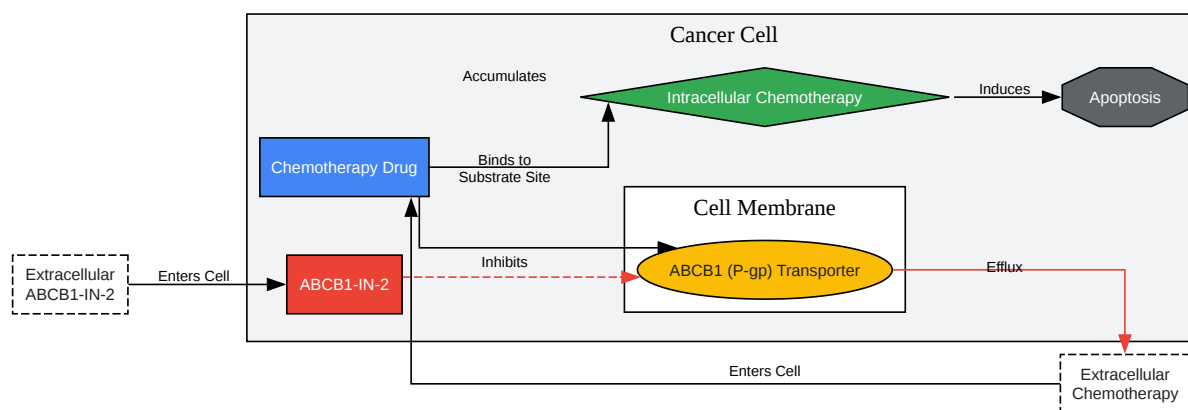 Cancer Cell
Accumulates
Intracellular Chemotherapy
Induces
Apoptosis
Chemotherapy Drug
Binds to
Substrate Site
Cell Membrane
Extracellular
ABCB1-IN-2
Enters Cell
ABCB1-IN-2
Inhibits
ABCB1 (P-gp) Transporter
Efflux
Enters Cell
Extracellular
Chemotherapy